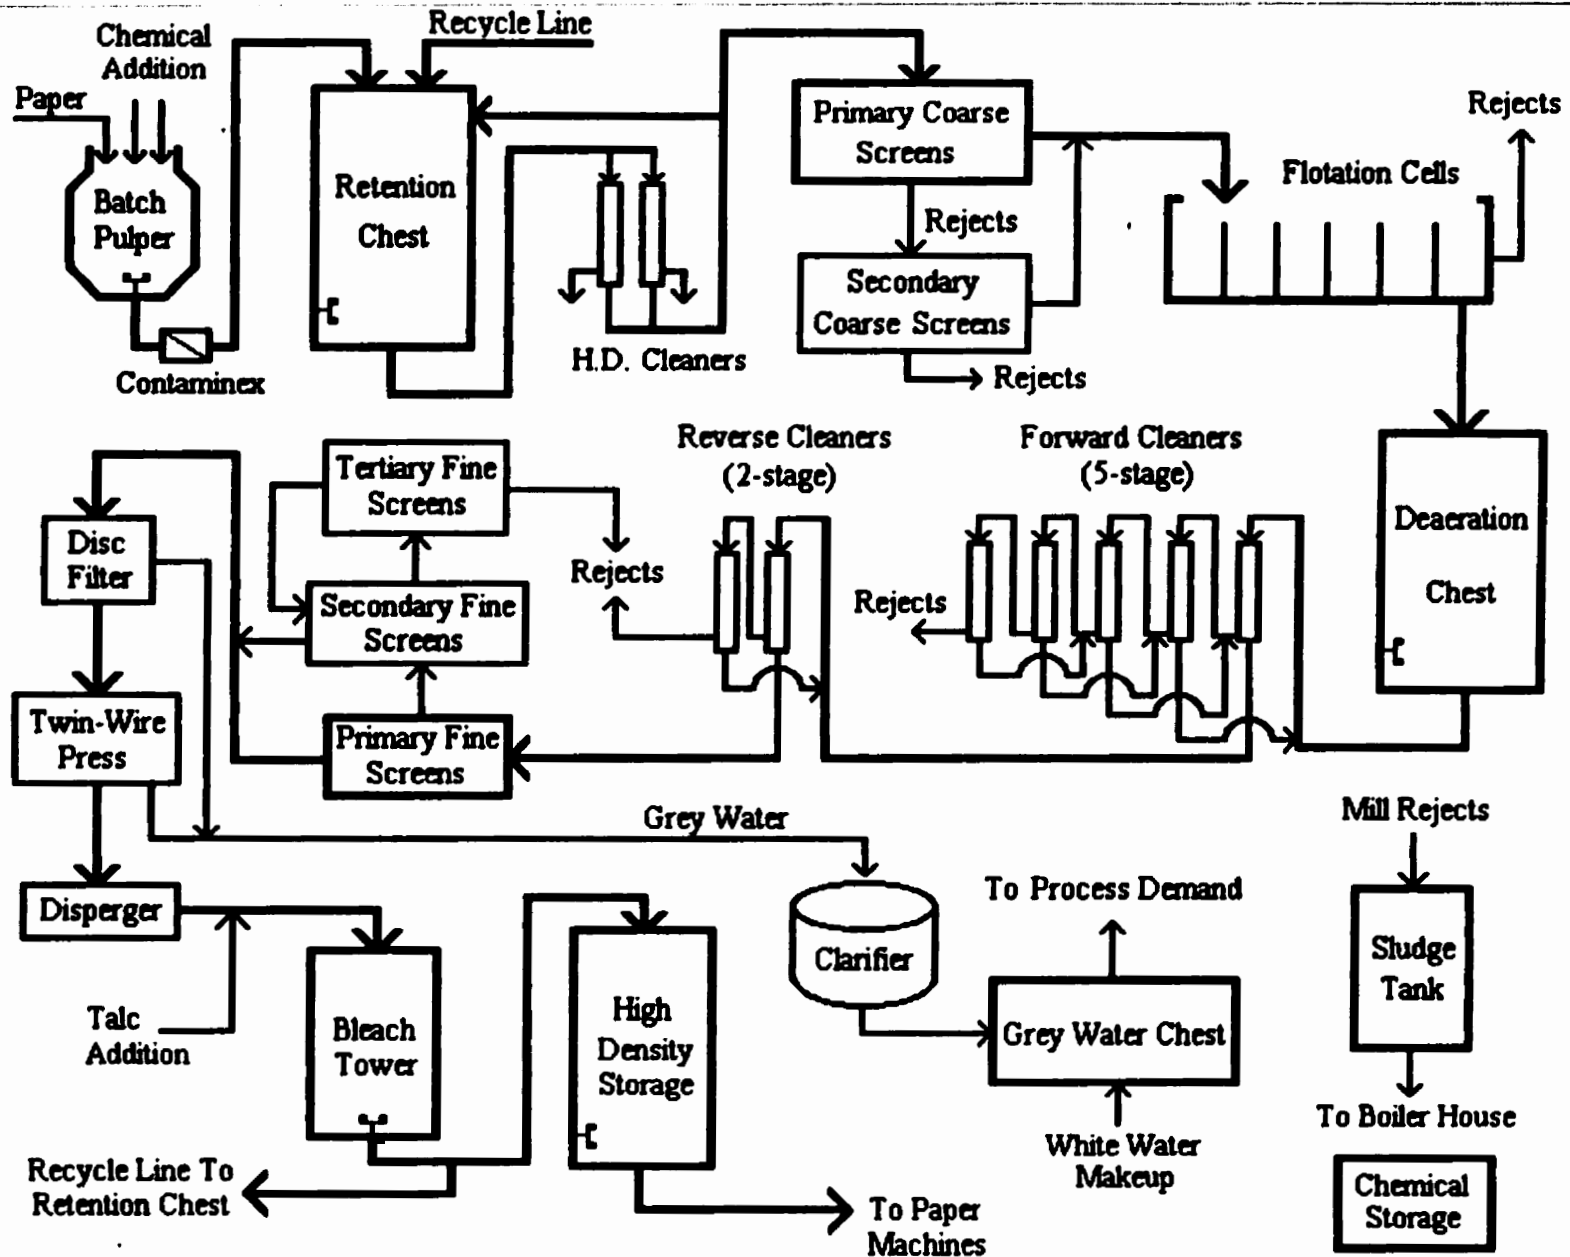 Recycle Line
Chemical
Addition
Paper
Batch
Pulper
Contaminex
Retention
Chest
H.D. Cleaners
Primary Coarse
Screens
Rejects
Secondary
Coarse Screens
Rejects
Flotation Cells
Rejects
Deaeration
Chest
Forward Cleaners
(5-stage)
Rejects
Reverse Cleaners
(2-stage)
Rejects
Tertiary Fine
Screens
Secondary Fine
Screens
Primary Fine
Screens
Disc
Filter
Twin-Wire
Press
Grey Water
Disperger
Talc
Addition
Bleach
Tower
Recycle Line To
Retention Chest
High
Density
Storage
To Paper
Machines
Clarifier
To Process Demand
Grey Water Chest
White Water
Makeup
Mill Rejects
Sludge
Tank
To Boiler House
Chemical
Storage